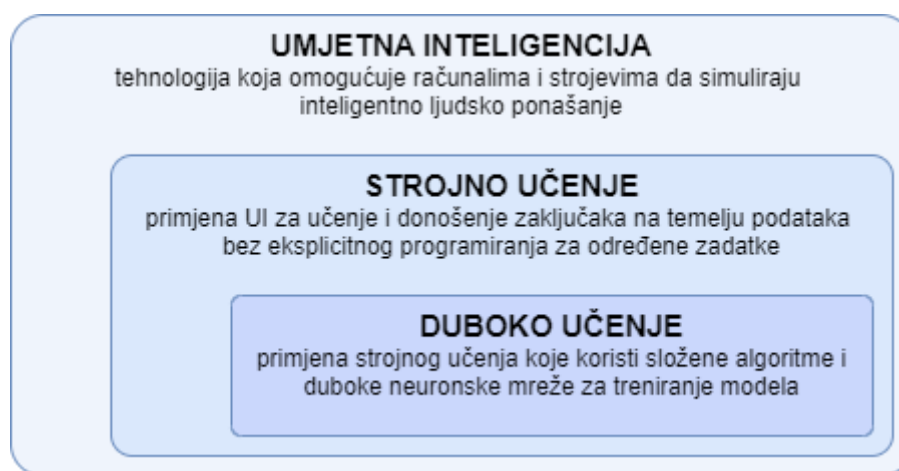 UMJETNA INTELIGENCIJA
tehnologija koja omogućuje računalima i strojevima da simuliraju
inteligentno ljudsko ponašanje
STROJNO UČENJE
primjena UI za učenje i donošenje zaključaka na temelju podataka
bez eksplicitnog programiranja za određene zadatke
DUBOKO UČENJE
primjena strojnog učenja koje koristi složene algoritme i
duboke neuronske mreže za treniranje modela